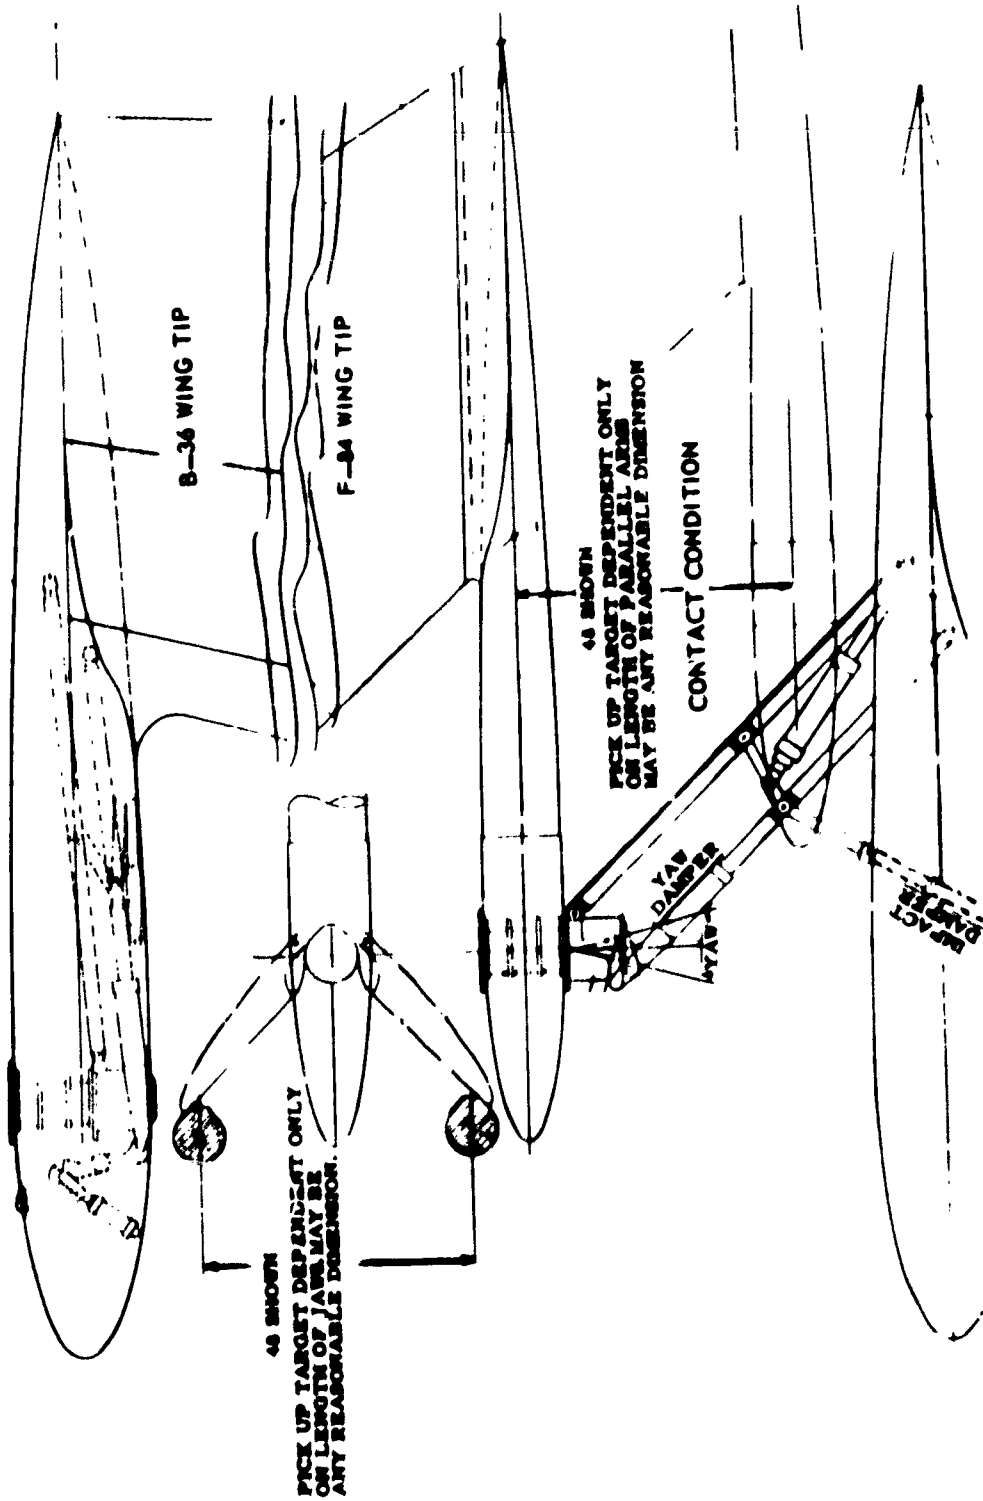 B-36 WING TIP
F-84 WING TIP
48 SHOWN
PICK UP TARGET DEPENDENT ONLY
ON LENGTH OF PARALLEL ARMS
MAY BE ANY REASONABLE DIMENSION
CONTACT CONDITION
YAW
DAMPER
YAW
IMPACT
DAMPER
48 SHOWN
PICK UP TARGET DEPENDENT ONLY
ON LENGTH OF JAWS. MAY BE
ANY REASONABLE DIMENSION.